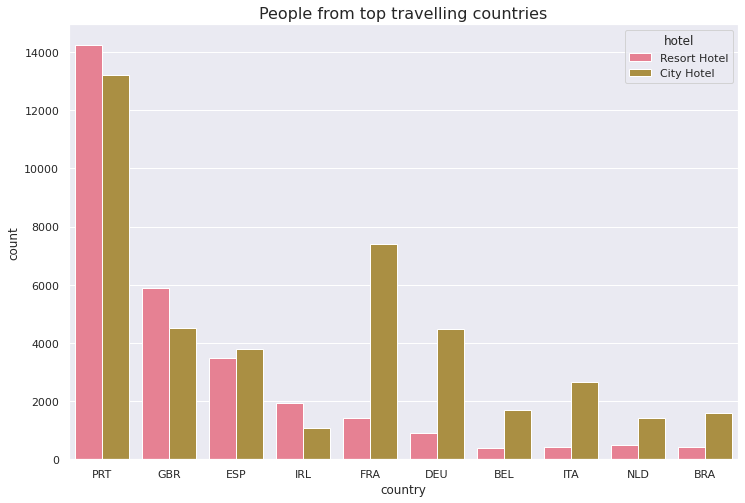 People from top travelling countries
hotel
Resort Hotel
City Hotel
14000
12000
10000
8000
6000
4000
2000
0
count
PRT GBR ESP IRL FRA DEU BEL ITA NLD BRA
country